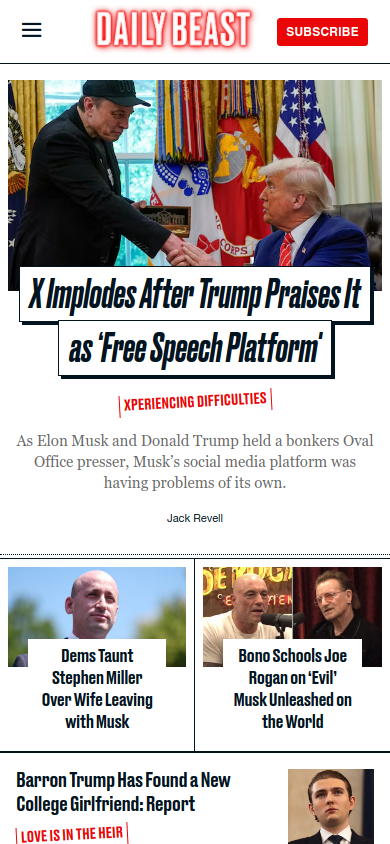 DAILY BEAST
SUBSCRIBE
CORPS
X Implodes After Trump Praises It
as ‘Free Speech Platform’
XPERIENCING DIFFICULTIES
As Elon Musk and Donald Trump held a bonkers Oval
Office presser, Musk’s social media platform was
having problems of its own.
Jack Revell
Dems Taunt
Stephen Miller
Over Wife Leaving
with Musk
Bono Schools Joe
Rogan on ‘Evil’
Musk Unleashed on
the World
Barron Trump Has Found a New
College Girlfriend: Report
LOVE IS IN THE HEIR